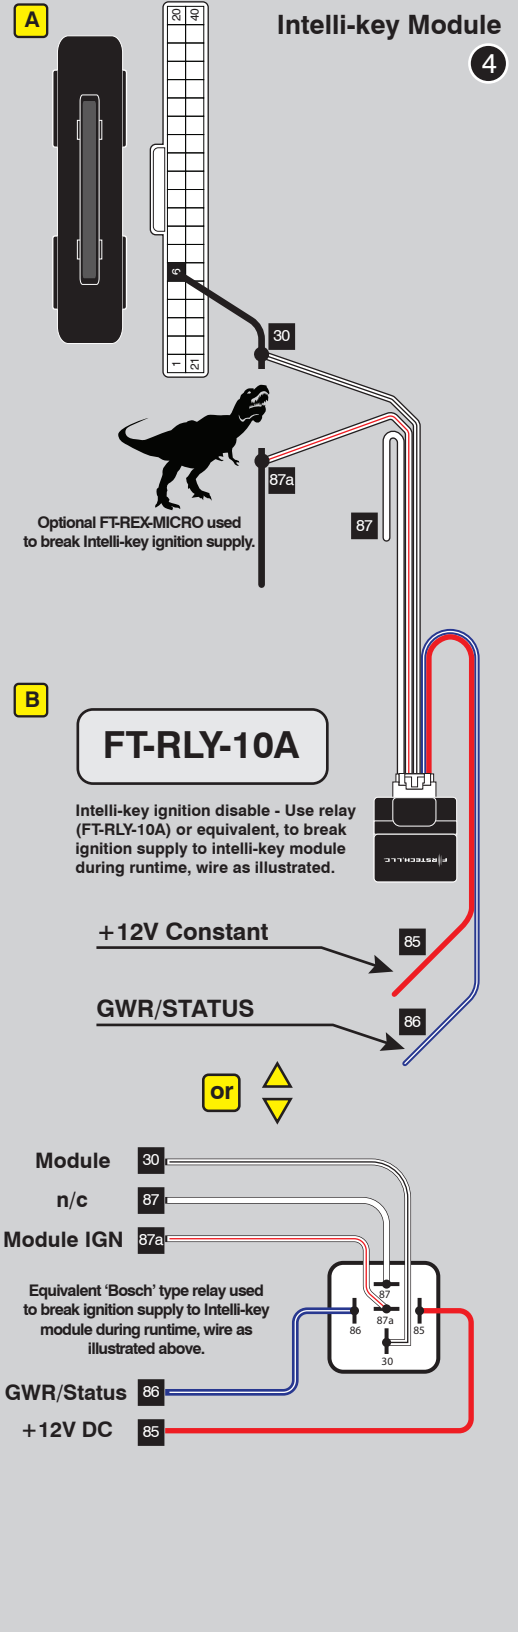 A
Intelli-key Module
4
20
40
6
1
21
30
87a
87
Optional FT-REX-MICRO used
to break Intelli-key ignition supply.
B
FT-RLY-10A
Intelli-key ignition disable - Use relay
(FT-RLY-10A) or equivalent, to break
ignition supply to intelli-key module
during runtime, wire as illustrated.
FIRSTECH,LLC
+12V Constant
85
GWR/STATUS
86
or
Module 30
n/c 87
Module IGN 87a
Equivalent ‘Bosch’ type relay used
to break ignition supply to Intelli-key
module during runtime, wire as
illustrated above.
87
87a
86
85
30
GWR/Status 86
+12V DC 85